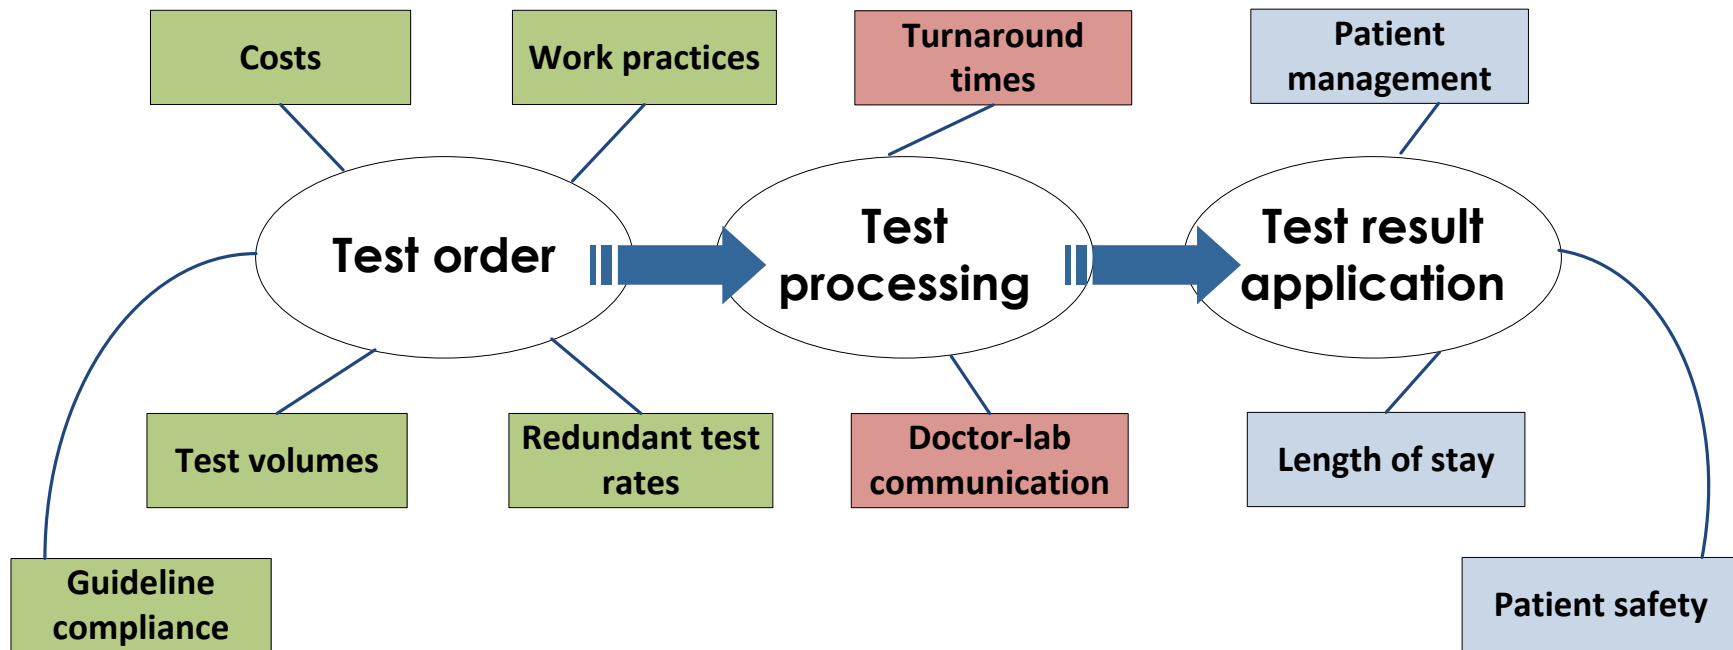 Costs
Work practices
Turnaround
times
Patient
management
Test order
Test
processing
Test result
application
Test volumes
Redundant test
rates
Doctor-lab
communication
Length of stay
Guideline
compliance
Patient safety